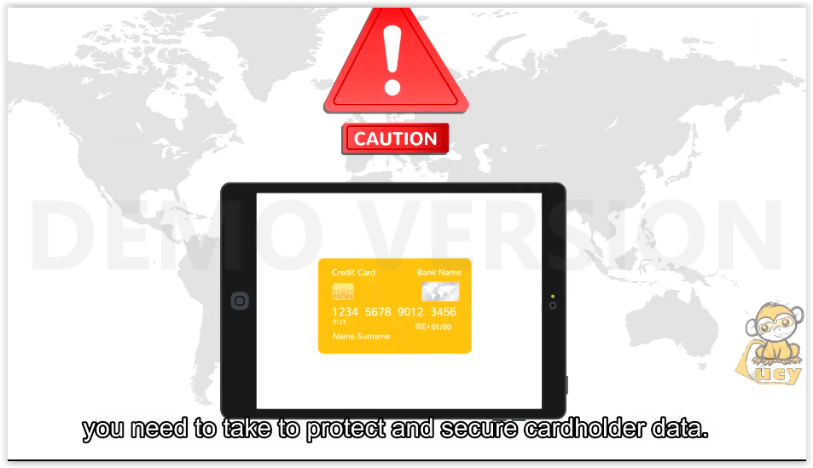 CAUTION
DEMO VERSION
Credit Card Bank Name
1234 5678 9012 3456
0123
01/80
Name Surname
ucy
you need to take to protect and secure cardholder data.